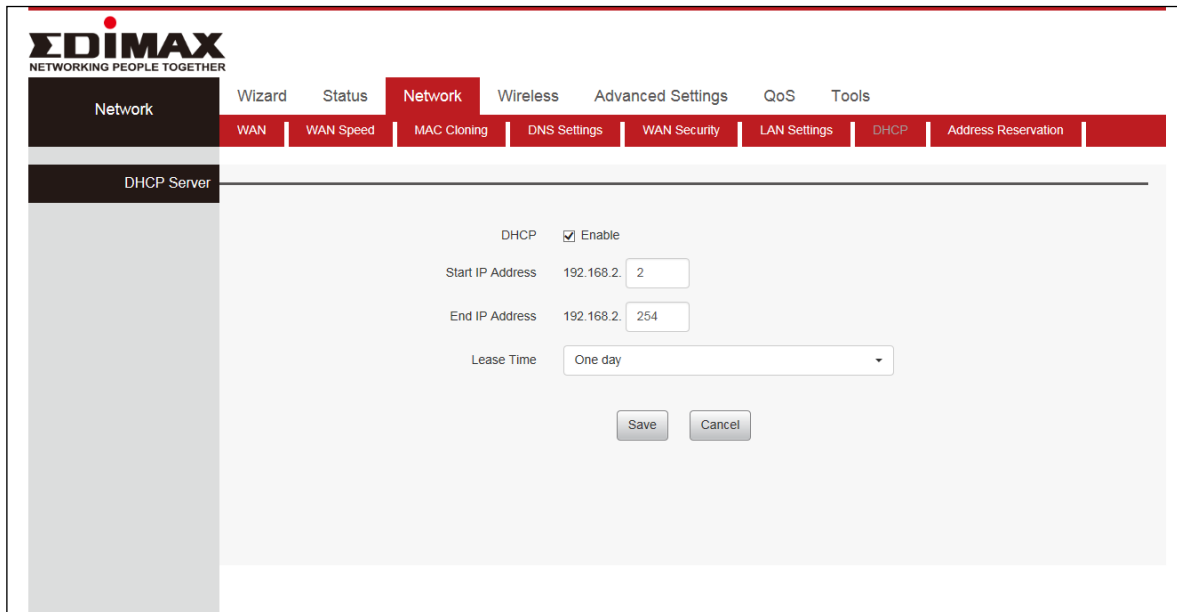 EDIMAX
NETWORKING PEOPLE TOGETHER
Network
Wizard Status Network Wireless Advanced Settings QoS Tools
WAN WAN Speed MAC Cloning DNS Settings WAN Security LAN Settings DHCP Address Reservation
DHCP Server
DHCP Enable
Start IP Address 192.168.2. 2
End IP Address 192.168.2. 254
Lease Time One day
Save Cancel